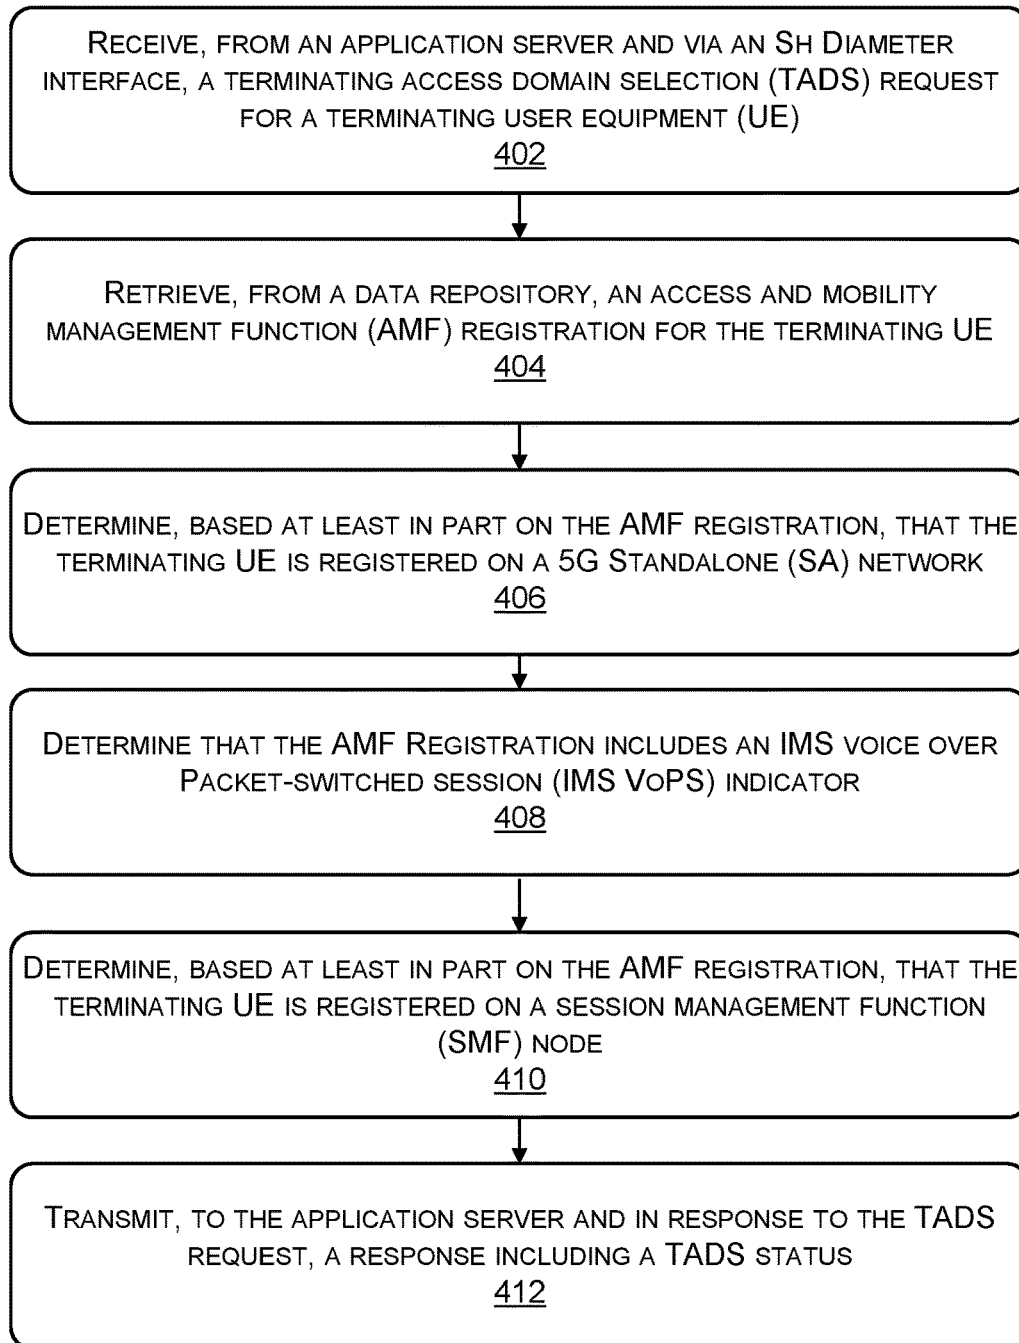 RECEIVE, FROM AN APPLICATION SERVER AND VIA AN SH DIAMETER
INTERFACE, A TERMINATING ACCESS DOMAIN SELECTION (TADS) REQUEST
FOR A TERMINATING USER EQUIPMENT (UE)
402
RETRIEVE, FROM A DATA REPOSITORY, AN ACCESS AND MOBILITY
MANAGEMENT FUNCTION (AMF) REGISTRATION FOR THE TERMINATING UE
404
DETERMINE, BASED AT LEAST IN PART ON THE AMF REGISTRATION, THAT THE
TERMINATING UE IS REGISTERED ON A 5G STANDALONE (SA) NETWORK
406
DETERMINE THAT THE AMF REGISTRATION INCLUDES AN IMS VOICE OVER
PACKET-SWITCHED SESSION (IMS VOPS) INDICATOR
408
DETERMINE, BASED AT LEAST IN PART ON THE AMF REGISTRATION, THAT THE
TERMINATING UE IS REGISTERED ON A SESSION MANAGEMENT FUNCTION
(SMF) NODE
410
TRANSMIT, TO THE APPLICATION SERVER AND IN RESPONSE TO THE TADS
REQUEST, A RESPONSE INCLUDING A TADS STATUS
412